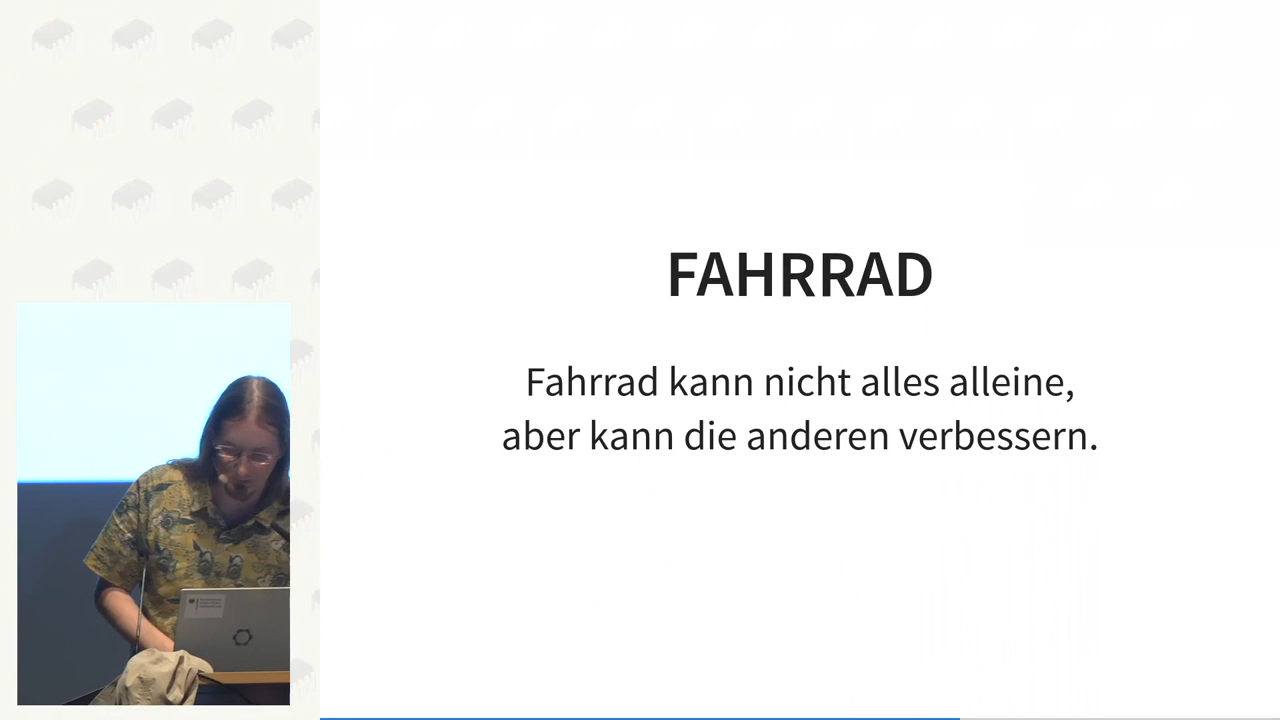 FAHRRAD
Fahrrad kann nicht alles alleine,
aber kann die anderen verbessern.